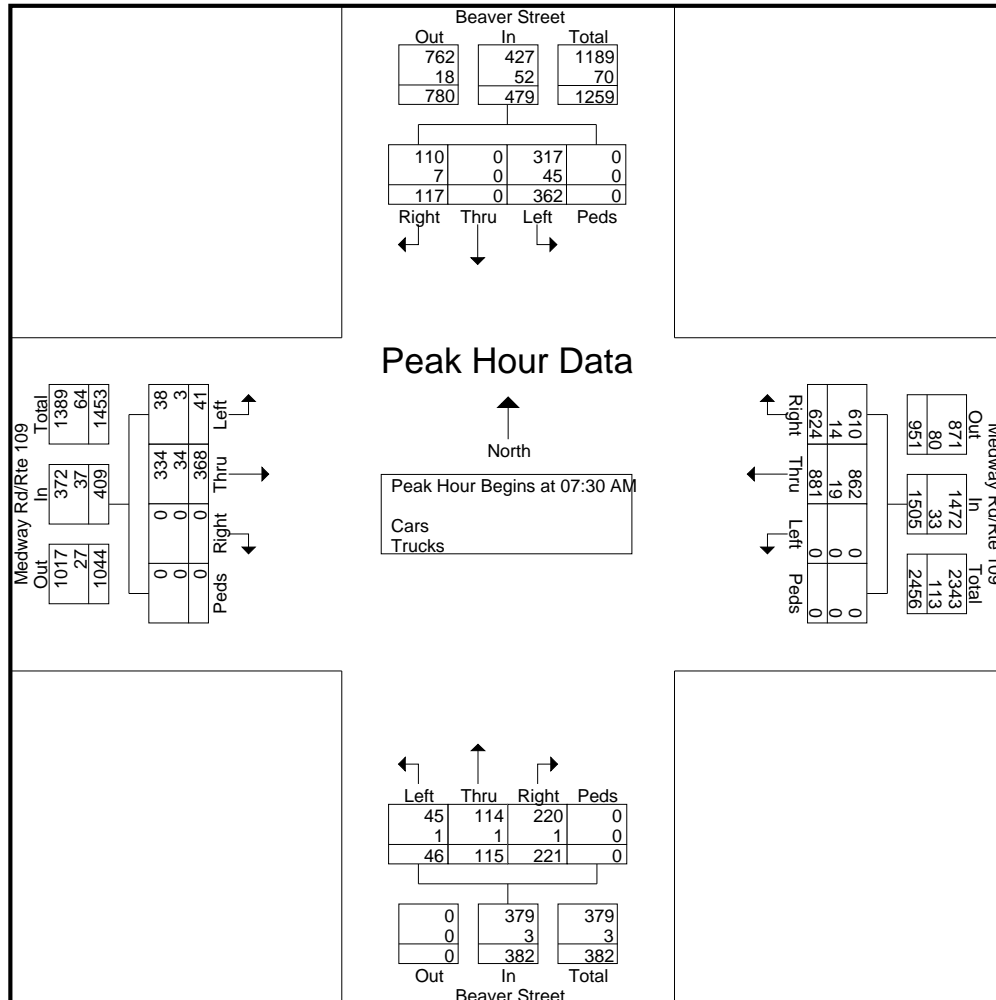 Beaver Street
Out In Total
762 427 1189
18 52 70
780 479 1259
110 0 317 0
7 0 45 0
117 0 362 0
Right Thru Left Peds
Peak Hour Data
North
Peak Hour Begins at 07:30 AM
Cars
Trucks
Medway Rd/Rte 109
Total In Out
1389 372 1017
64 37 27
1453 409 1044
38 334 0 0
3 34 0 0
41 368 0 0
Left Thru Right Peds
Medway Rd/Rte 109
Out In Total
871 1472 2343
80 33 113
951 1505 2456
610 862 0 0
14 19 0 0
624 881 0 0
Right Thru Left Peds
Left Thru Right Peds
45 114 220 0
1 1 1 0
46 115 221 0
0 379 379
0 3 3
0 382 382
Out In Total
Beaver Street